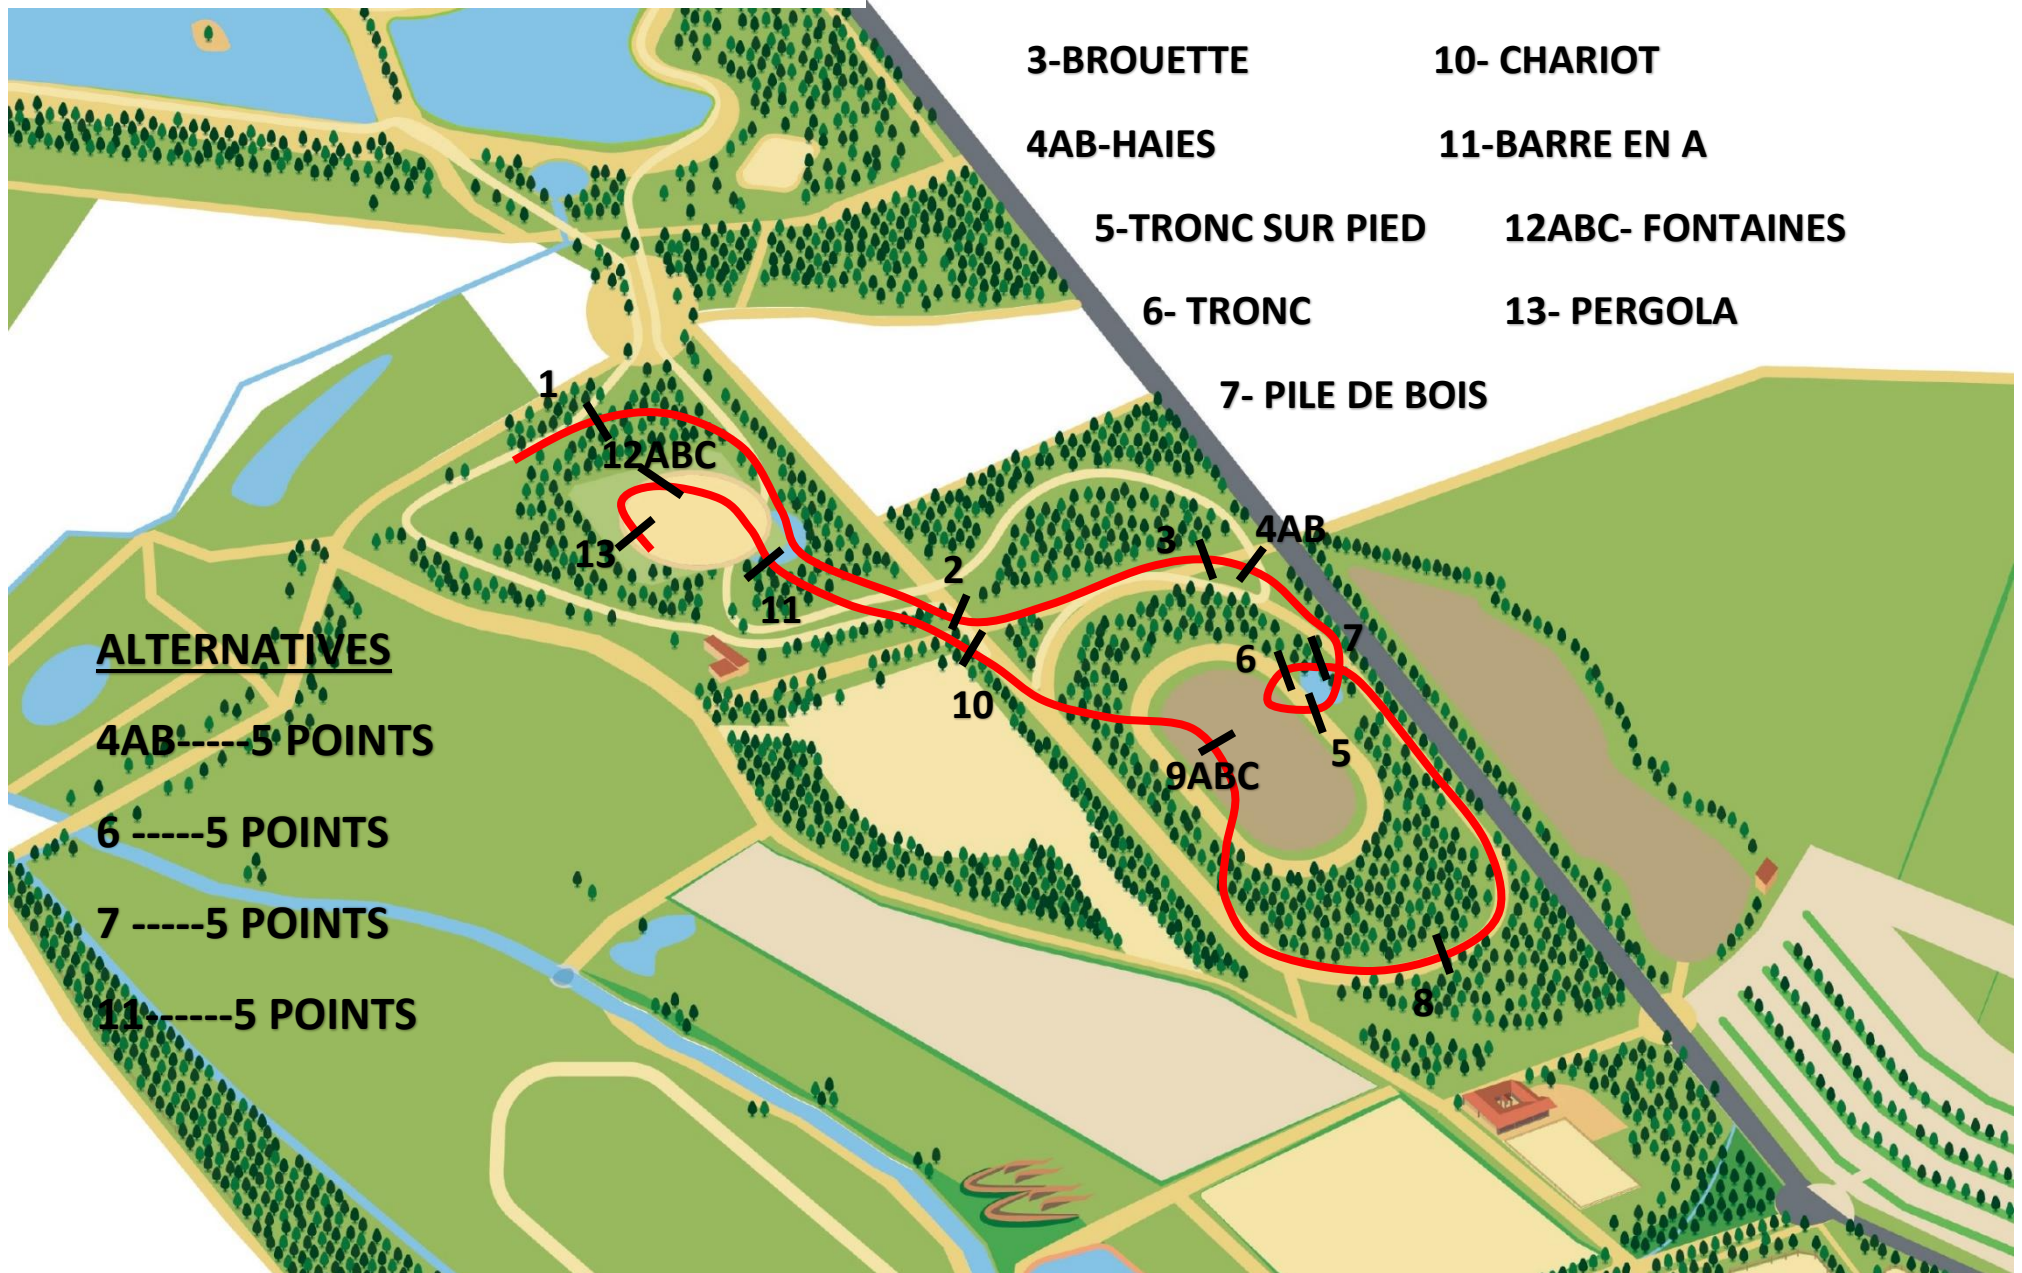 3-BROUETTE
10- CHARIOT
4AB-HAIES
11-BARRE EN A
5-TRONC SUR PIED
12ABC- FONTAINES
6- TRONC
13- PERGOLA
7- PILE DE BOIS
1
12ABC
13
11
2
3
4AB
7
6
5
10
9ABC
8
ALTERNATIVES
4AB-----5 POINTS
6 -----5 POINTS
7 -----5 POINTS
11------5 POINTS